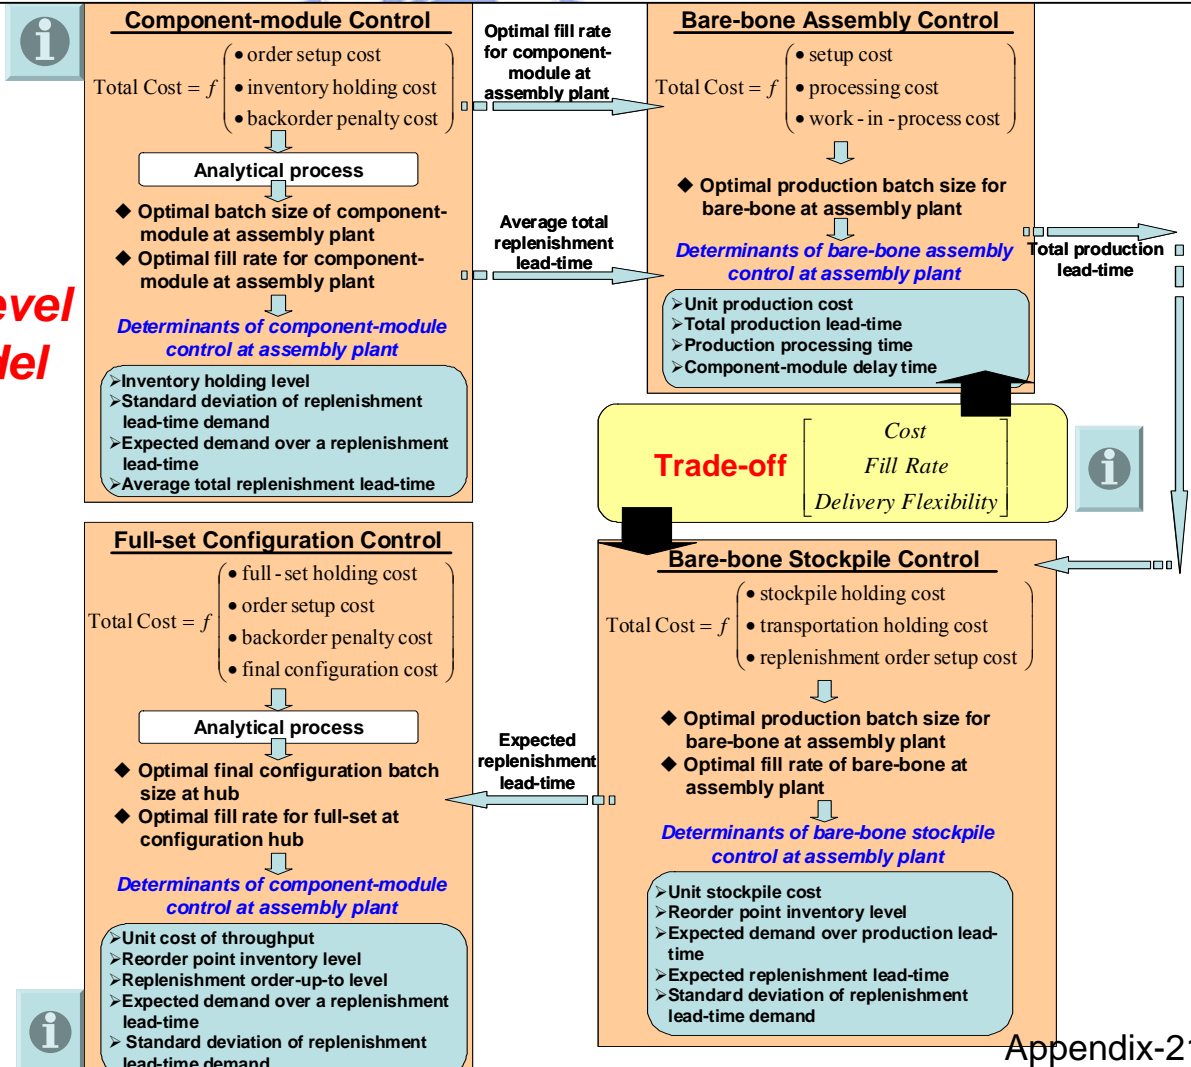 Component-module Control
Total Cost = f
• order setup cost
• inventory holding cost
• backorder penalty cost
Analytical process
◆ Optimal batch size of component-
module at assembly plant
◆ Optimal fill rate for component-
module at assembly plant
Determinants of component-module
control at assembly plant
➢Inventory holding level
➢Standard deviation of replenishment
lead-time demand
➢Expected demand over a replenishment
lead-time
➢Average total replenishment lead-time
Optimal fill rate
for component-
module at
assembly plant
Average total
replenishment
lead-time
Bare-bone Assembly Control
Total Cost = f
• setup cost
• processing cost
• work - in - process cost
◆ Optimal production batch size for
bare-bone at assembly plant
Determinants of bare-bone assembly
control at assembly plant
➢Unit production cost
➢Total production lead-time
➢Production processing time
➢Component-module delay time
Total production
lead-time
evel
del
Trade-off
Cost
Fill Rate
Delivery Flexibility
Full-set Configuration Control
Total Cost = f
• full - set holding cost
• order setup cost
• backorder penalty cost
• final configuration cost
Analytical process
◆ Optimal final configuration batch
size at hub
◆ Optimal fill rate for full-set at
configuration hub
Determinants of component-module
control at assembly plant
➢Unit cost of throughput
➢Reorder point inventory level
➢Replenishment order-up-to level
➢Expected demand over a replenishment
lead-time
➢ Standard deviation of replenishment
lead-time demand
Expected
replenishment
lead-time
Bare-bone Stockpile Control
Total Cost = f
• stockpile holding cost
• transportation holding cost
• replenishment order setup cost
◆ Optimal production batch size for
bare-bone at assembly plant
◆ Optimal fill rate of bare-bone at
assembly plant
Determinants of bare-bone stockpile
control at assembly plant
➢Unit stockpile cost
➢Reorder point inventory level
➢Expected demand over production lead-
time
➢Expected replenishment lead-time
➢Standard deviation of replenishment
lead-time demand
Appendix-21